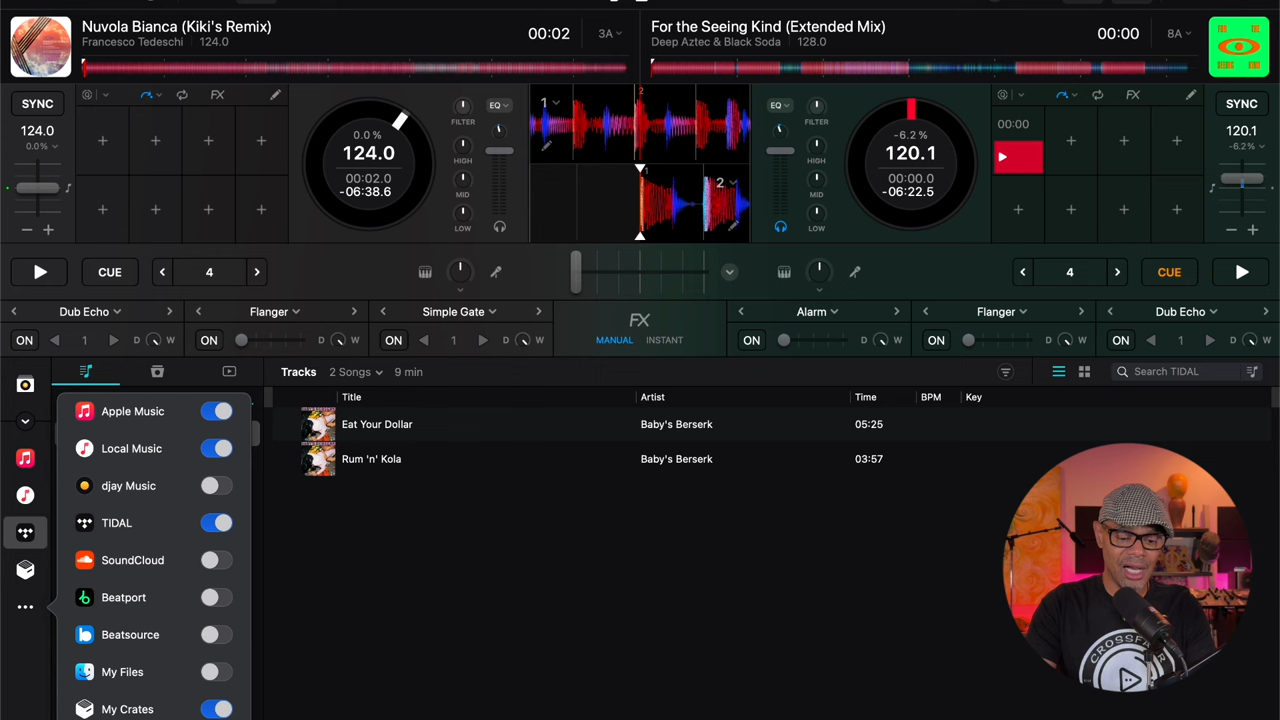 Nuvola Bianca (Kiki's Remix)
Francesco Tedeschi 124.0
00:02 3A
For the Seeing Kind (Extended Mix)
Deep Aztec & Black Soda 128.0
00:00 8A
SYNC
124.0
0.0 %
FX
0.0 %
124.0
00:02.0
-06:38.6
FILTER
HIGH
MID
LOW
EQ
1
2
1
2
EQ
FILTER
HIGH
MID
LOW
-6.2 %
120.1
00:00.0
-06:22.5
FX
00:00
SYNC
120.1
-6.2%
CUE 4
4 CUE
Dub Echo Flanger Simple Gate FX Alarm Flanger Dub Echo
ON 1 D W ON D W ON 1 D W MANUAL INSTANT ON D W ON D W ON 1 D W
Tracks 2 Songs 9 min Search TIDAL
Title Artist Time BPM Key
Eat Your Dollar Baby's Berserk 05:25
Rum 'n' Kola Baby's Berserk 03:57
Apple Music
Local Music
djay Music
TIDAL
SoundCloud
Beatport
Beatsource
My Files
My Crates